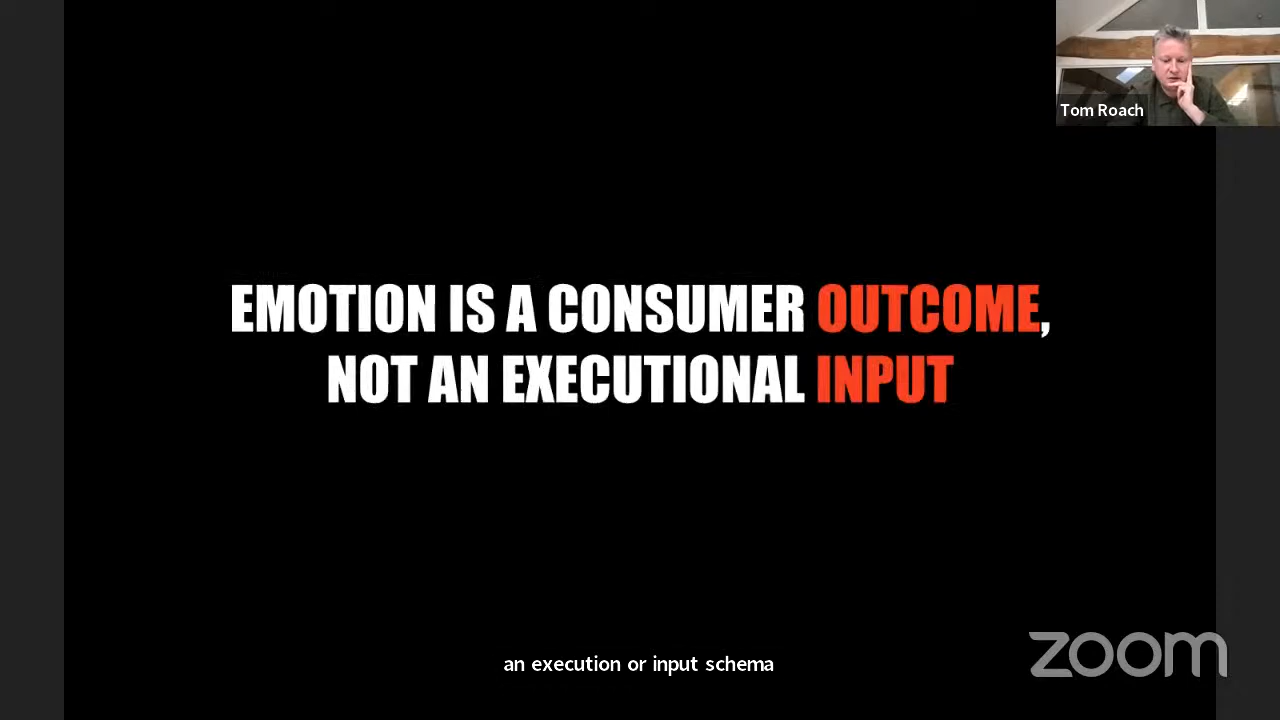 Tom Roach
EMOTION IS A CONSUMER OUTCOME,
NOT AN EXECUTIONAL INPUT
an execution or input schema
zoom